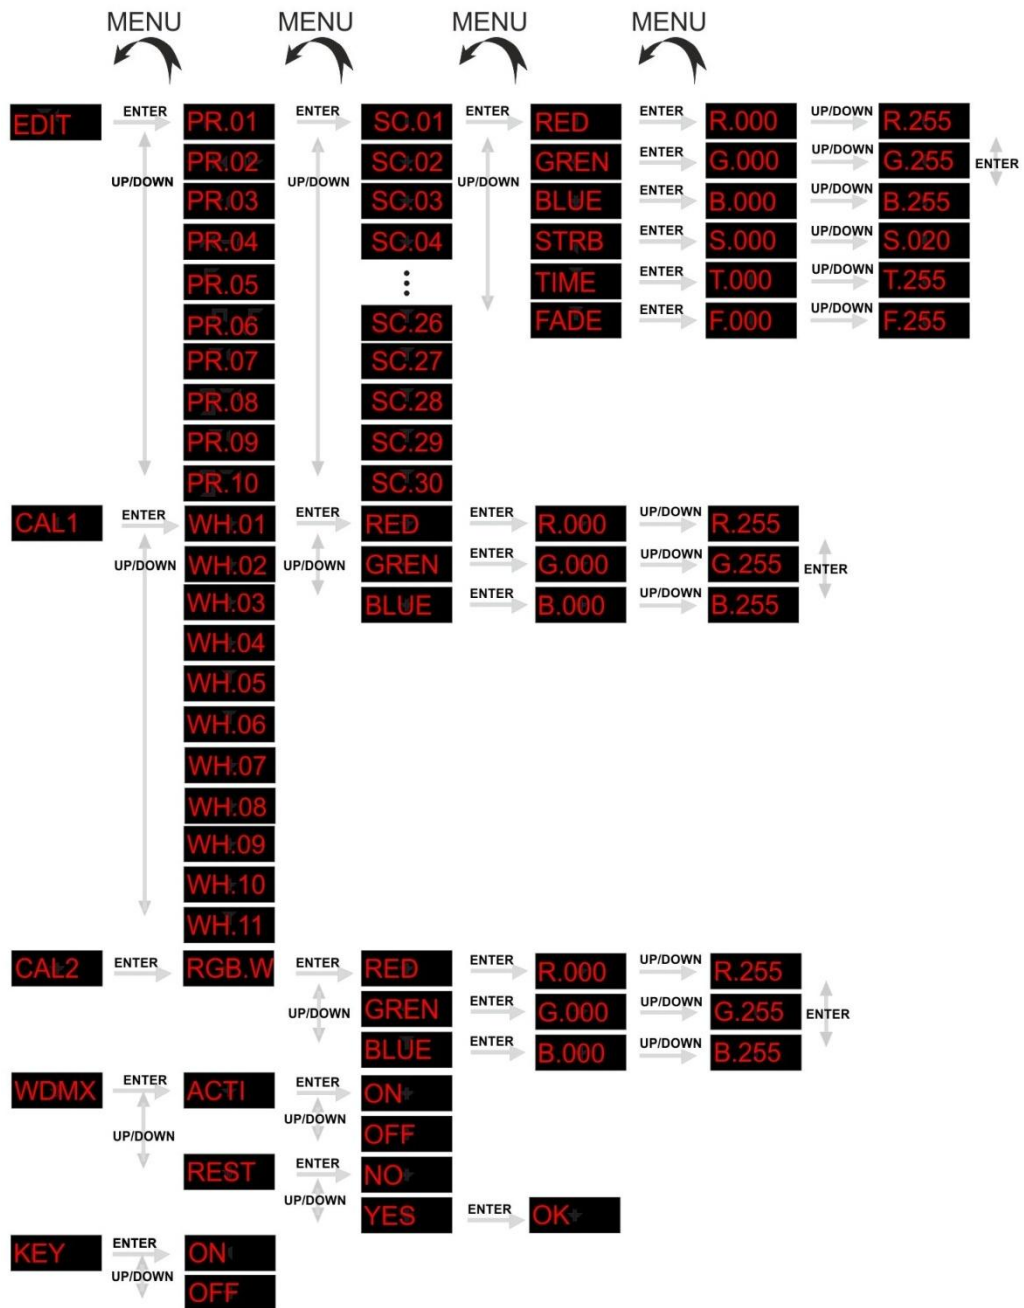 MENU MENU MENU MENU
EDIT ENTER PR.01 ENTER SC.01 ENTER RED ENTER R.000 UP/DOWN R.255
UP/DOWN PR.02 UP/DOWN SC.02 UP/DOWN GREN ENTER G.000 UP/DOWN G.255 ENTER
PR.03 SC.03 BLUE ENTER B.000 UP/DOWN B.255
PR.04 SC.04 STRB ENTER S.000 UP/DOWN S.020
PR.05 TIME ENTER T.000 UP/DOWN T.255
PR.06 SC.26 FADE ENTER F.000 UP/DOWN F.255
PR.07 SC.27
PR.08 SC.28
PR.09 SC.29
PR.10 SC.30
CAL1 ENTER WH.01 ENTER RED ENTER R.000 UP/DOWN R.255
UP/DOWN WH.02 UP/DOWN GREN ENTER G.000 UP/DOWN G.255 ENTER
WH.03 BLUE ENTER B.000 UP/DOWN B.255
WH.04
WH.05
WH.06
WH.07
WH.08
WH.09
WH.10
WH.11
CAL2 ENTER RGB.W ENTER RED ENTER R.000 UP/DOWN R.255
UP/DOWN GREN ENTER G.000 UP/DOWN G.255 ENTER
BLUE ENTER B.000 UP/DOWN B.255
WDMX ENTER ACTI ENTER ON
UP/DOWN UP/DOWN OFF
REST ENTER NO
UP/DOWN YES ENTER OK
KEY ENTER ON
UP/DOWN OFF